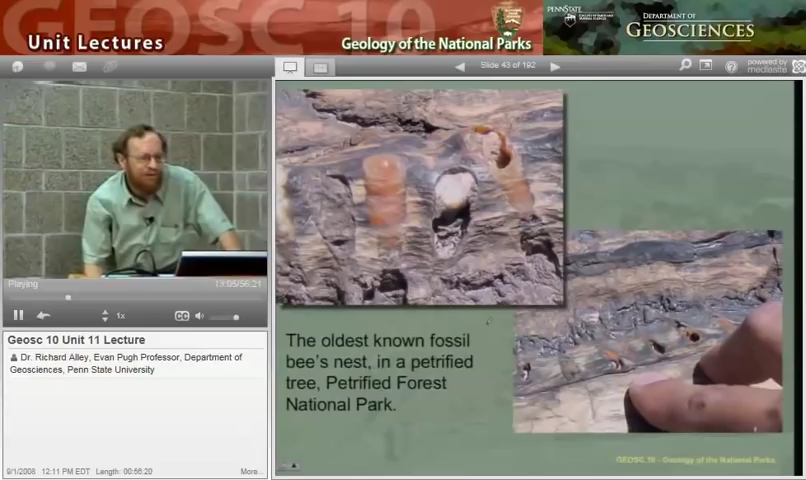 GEOSC 10
Unit Lectures
Geology of the National Parks
PENNSTATE
DEPARTMENT OF
GEOSCIENCES
Slide 43 of 192
powered by
mediasite
Playing
13:05/56:21
1x
CC
Geosc 10 Unit 11 Lecture
Dr. Richard Alley, Evan Pugh Professor, Department of
Geosciences, Penn State University
9/1/2008
12:11 PM EDT
Length: 00:56:20
More...
The oldest known fossil
bee's nest, in a petrified
tree, Petrified Forest
National Park.
GEOSC 10 - Geology of the National Parks